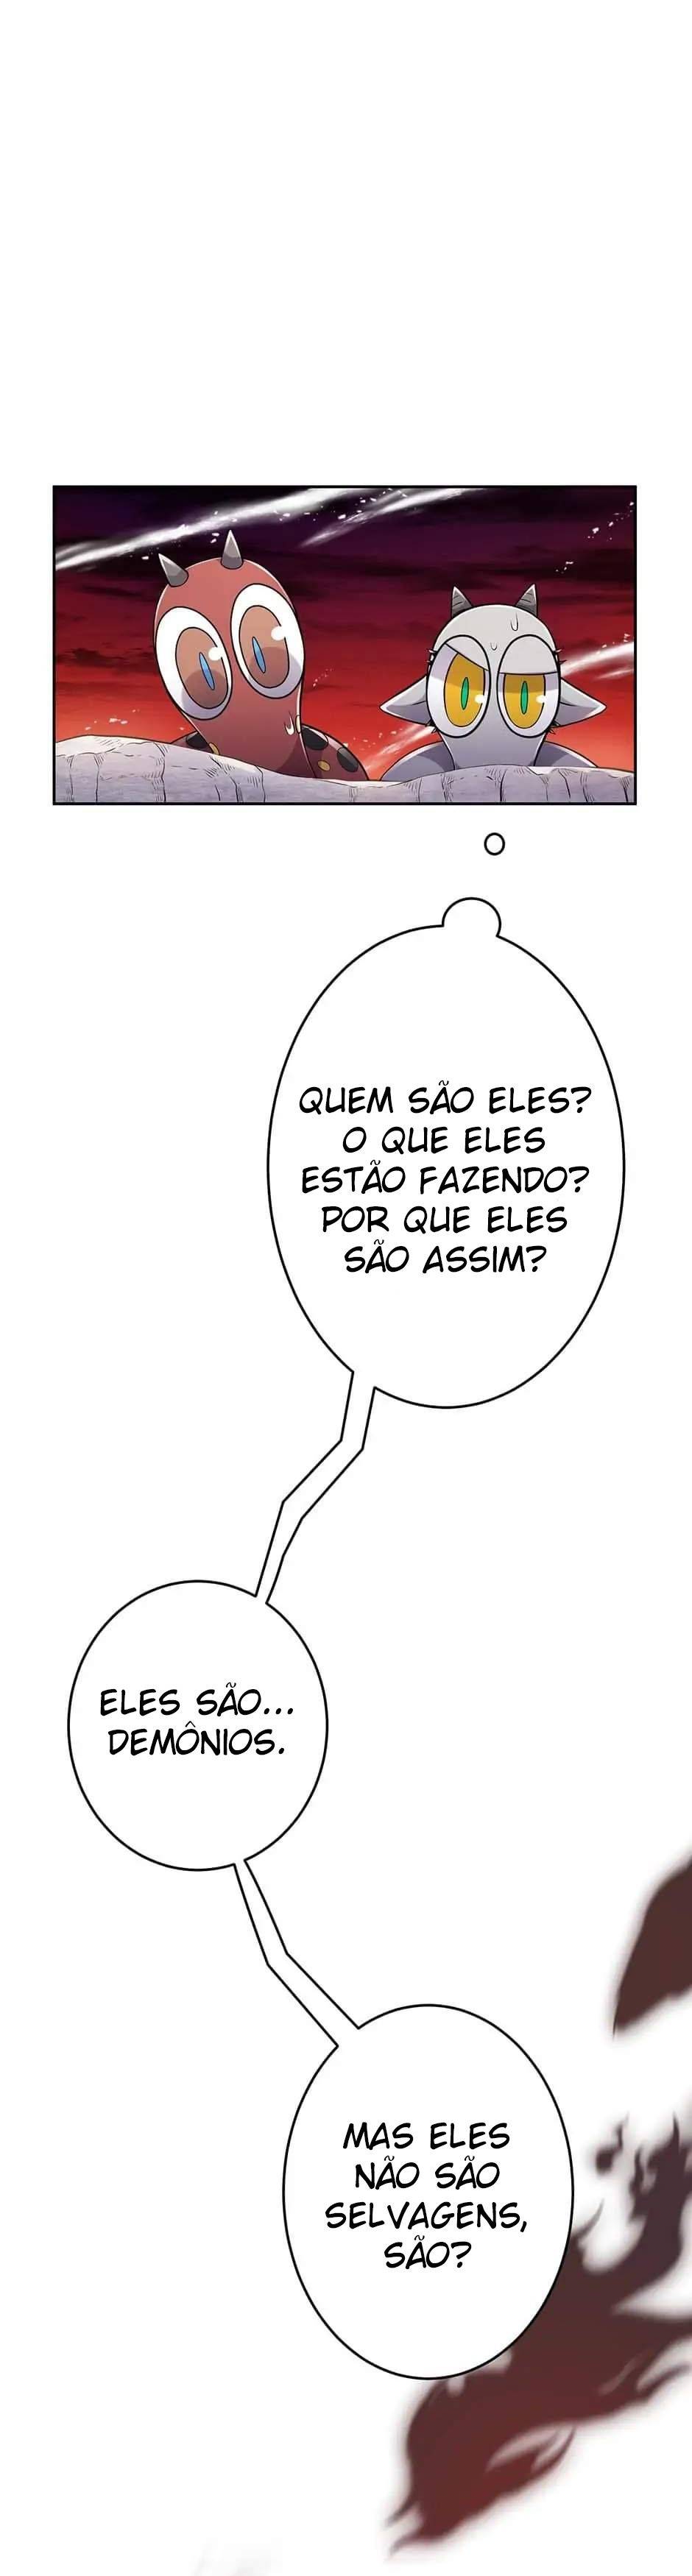 QUEM SÃO ELES?
O QUE ELES
ESTÃO FAZENDO?
POR QUE ELES
SÃO ASSIM?
ELES SÃO...
DEMÔNIOS.
MAS ELES
NÃO SÃO
SELVAGENS,
SÃO?